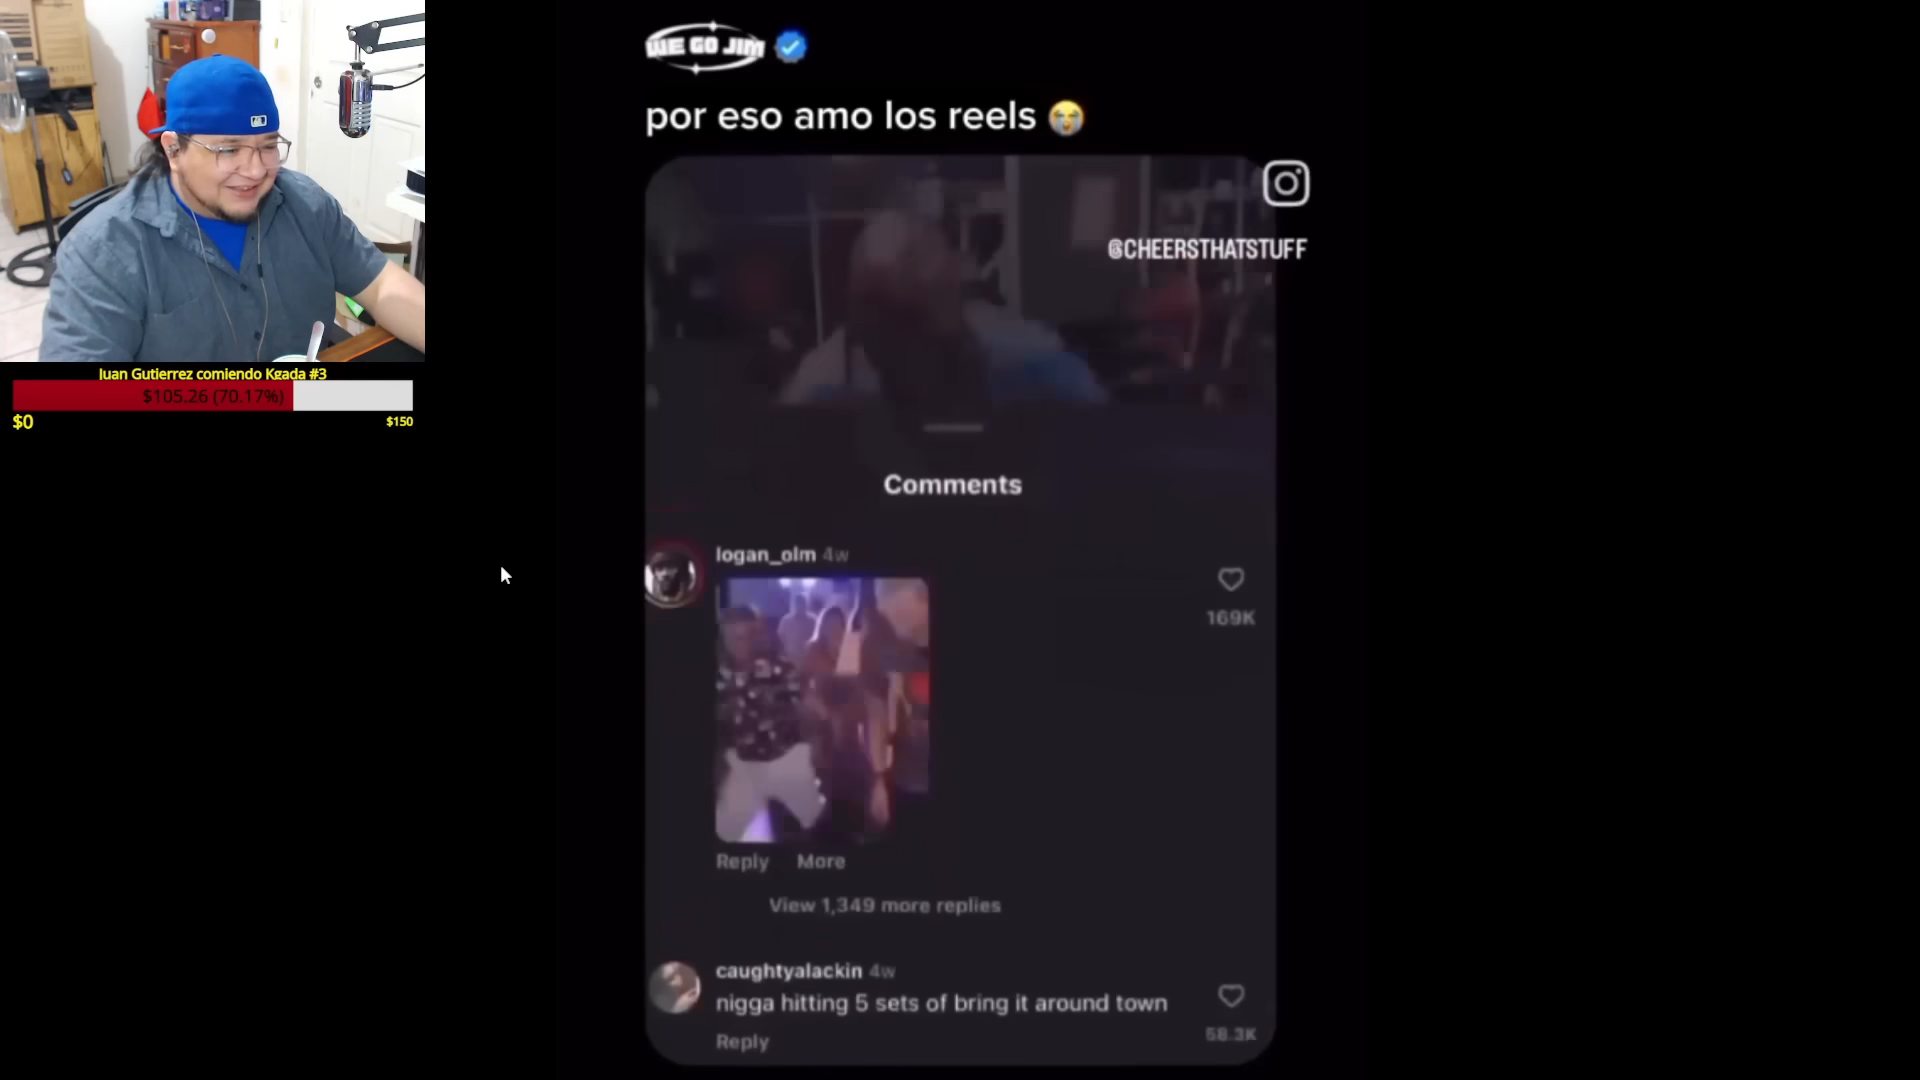 WE GO JIM
por eso amo los reels 😭
@CHEERSTHATSTUFF
Juan Gutierrez comiendo Kgada #3
$105.26 (70.17%)
$0
$150
Comments
logan_olm 4w
169K
Reply More
View 1,349 more replies
caughtyalackin 4w
nigga hitting 5 sets of bring it around town
58.3K
Reply